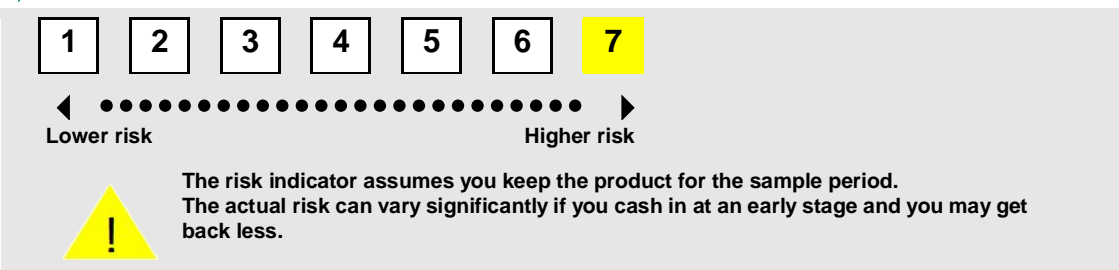 1 2 3 4 5 6 7
Lower risk Higher risk
!
The risk indicator assumes you keep the product for the sample period.
The actual risk can vary significantly if you cash in at an early stage and you may get
back less.